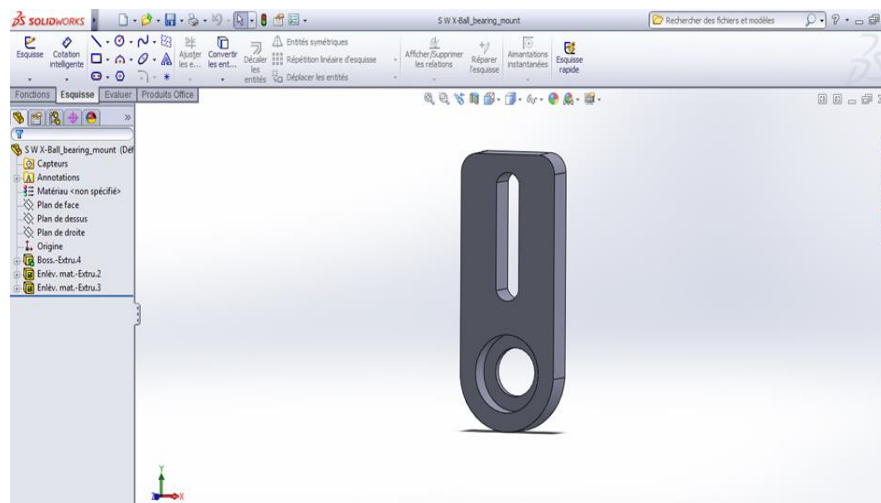 SOLIDWORKS
S W X-Ball_bearing_mount
Rechercher des fichiers et modèles
Esquisse
Cotation intelligente
Ajuster les e...
Convertir les ent...
Décaler les entités
Entités symétriques
Répétition linéaire d'esquisse
Déplacer les entités
Afficher/Supprimer les relations
Réparer l'esquisse
Aimantations instantanées
Esquisse rapide
Fonctions Esquisse Evaluer Produits Office
S W X-Ball_bearing_mount (Déf
Capteurs
Annotations
Matériau <non spécifié>
Plan de face
Plan de dessus
Plan de droite
Origine
Boss.-Extru.4
Enlèv. mat.-Extru.2
Enlèv. mat.-Extru.3
Y
X